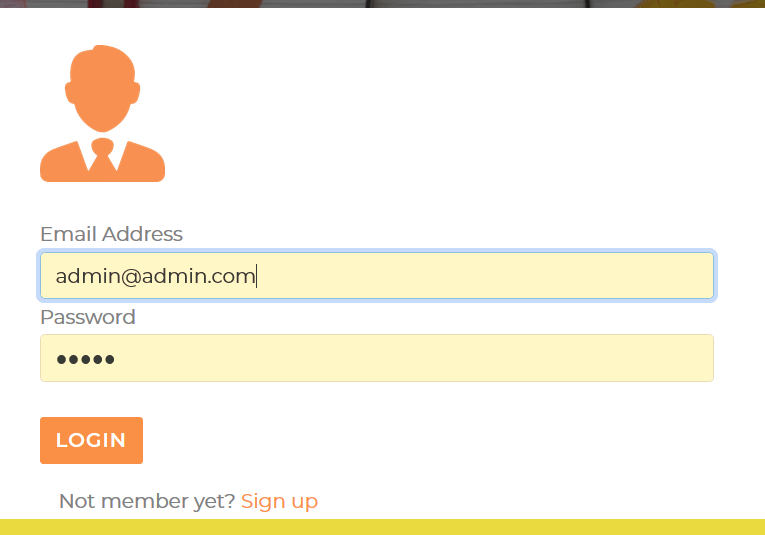 Email Address
admin@admin.com
Password
●●●●●
LOGIN
Not member yet? Sign up